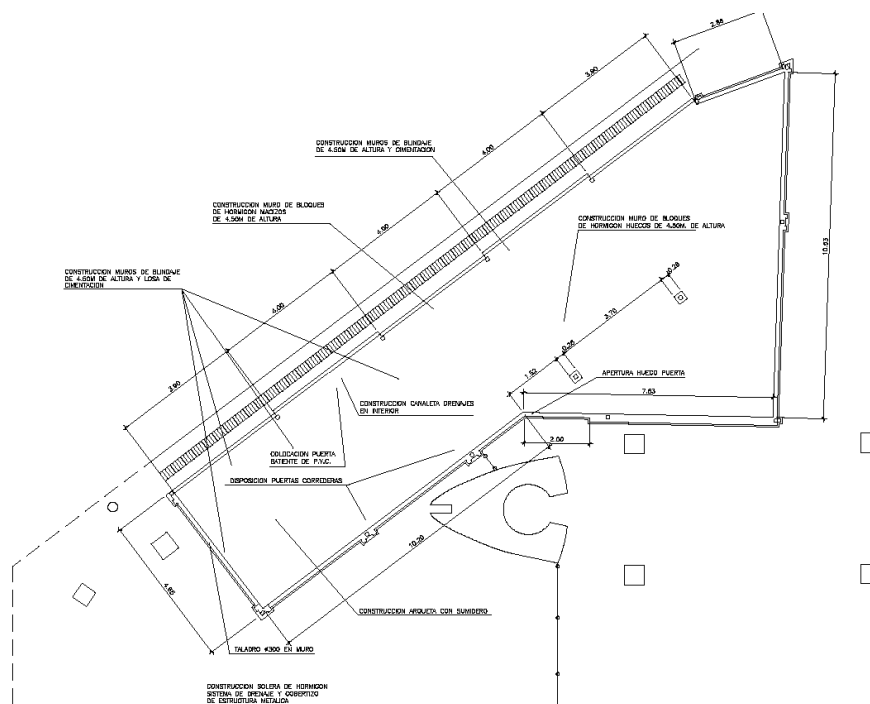 2.88
3.90
CONSTRUCCION MUROS DE BLINDAJE
DE 4.50M DE ALTURA Y CIMENTACION
4.00
CONSTRUCCION MURO DE BLOQUES
DE HORMIGON MACIZOS
DE 4.50M DE ALTURA
4.00
CONSTRUCCION MURO DE BLOQUES
DE HORMIGON HUECOS DE 4.50M. DE ALTURA
10.63
CONSTRUCCION MUROS DE BLINDAJE
DE 4.50M DE ALTURA Y LOSA DE
CIMENTACION
4.00
0.28
3.70
0.28
1.52
APERTURA HUECO PUERTA
3.90
7.63
CONSTRUCCION CANALETA DRENAJES
EN INTERIOR
2.00
COLOCACION PUERTA
BATIENTE DE P.V.C.
DISPOSICION PUERTAS CORREDERAS
10.20
4.85
CONSTRUCCION ARQUETA CON SUMIDERO
TALADRO ø300 EN MURO
CONSTRUCCION SOLERA DE HORMIGON
SISTEMA DE DRENAJE Y COBERTIZO
DE ESTRUCTURA METALICA